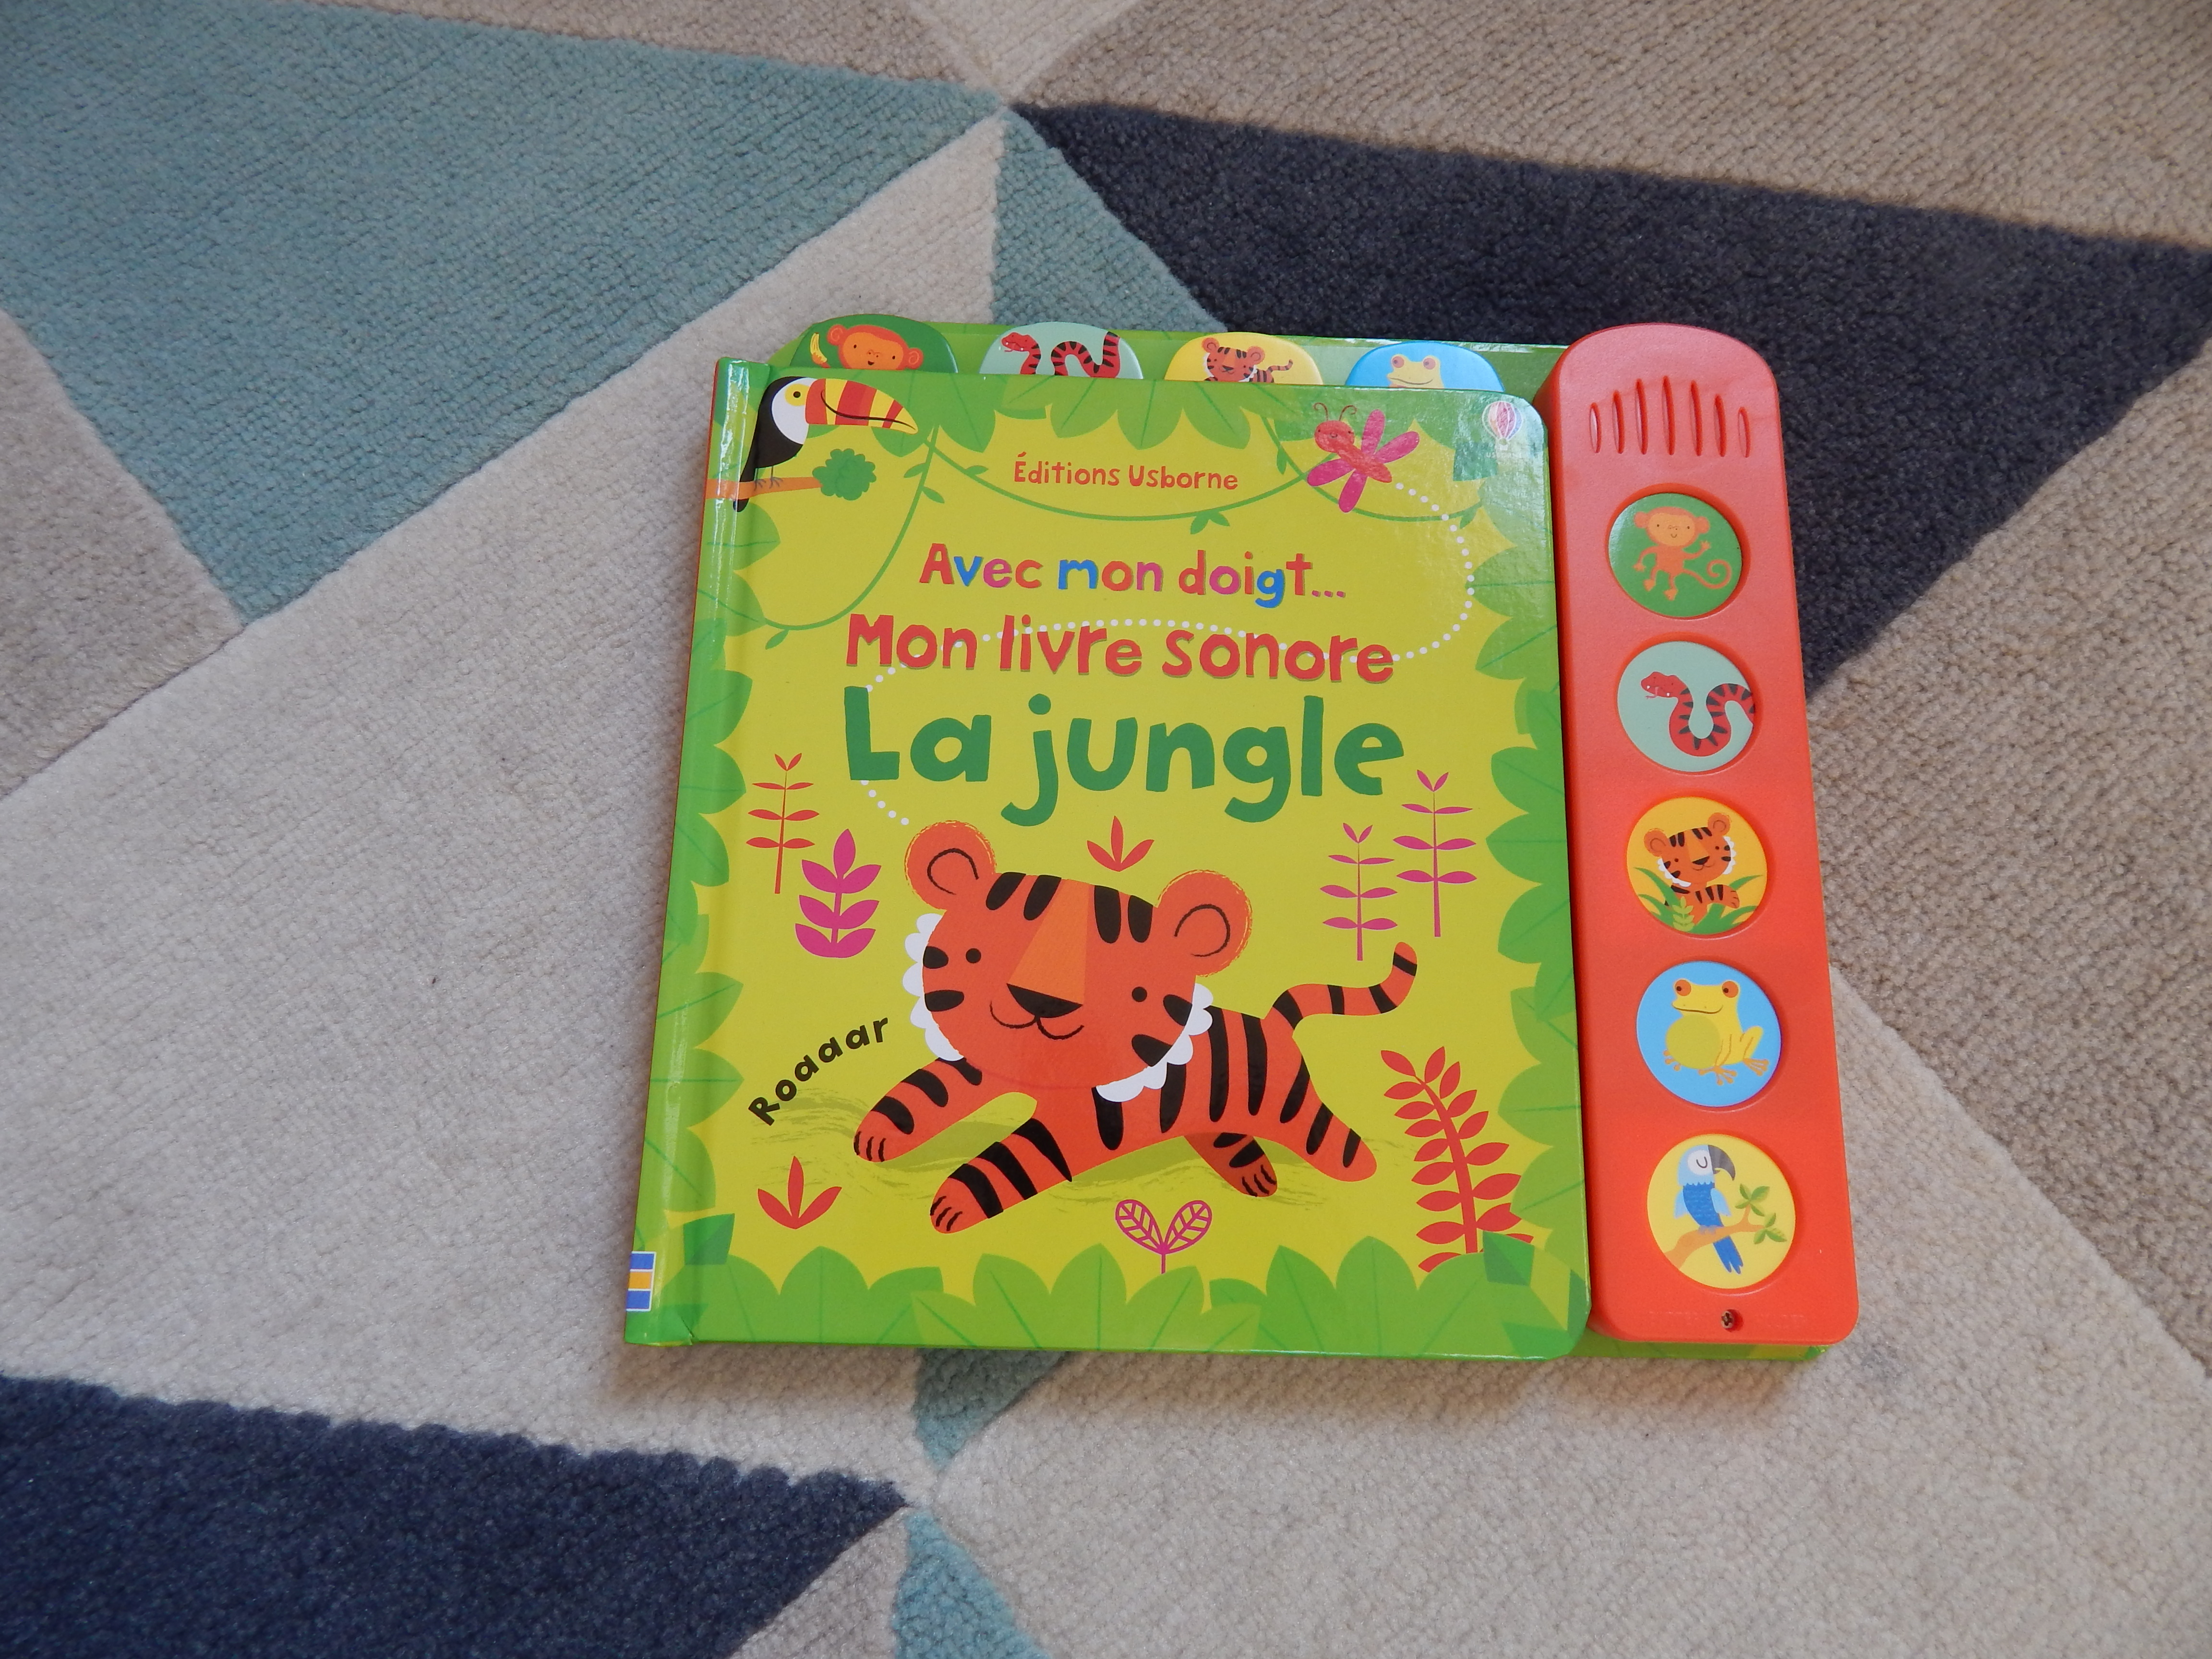 Éditions Usborne
Avec mon doigt...
Mon livre sonore
La jungle
Roaaar